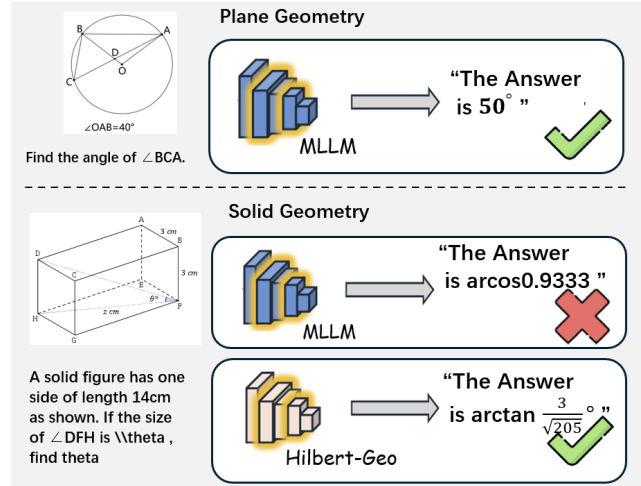 Plane Geometry
B
A
D
O
C
∠OAB=40°
Find the angle of ∠BCA.
MLLM
“The Answer
is 50° ”
Solid Geometry
A
3 cm
B
D
C
3 cm
E
θ°
F
H
z cm
G
A solid figure has one
side of length 14cm
as shown. If the size
of ∠DFH is \\theta ,
find theta
MLLM
“The Answer
is arcos0.9333 ”
Hilbert-Geo
“The Answer
is arctan 3/√205 ° ”